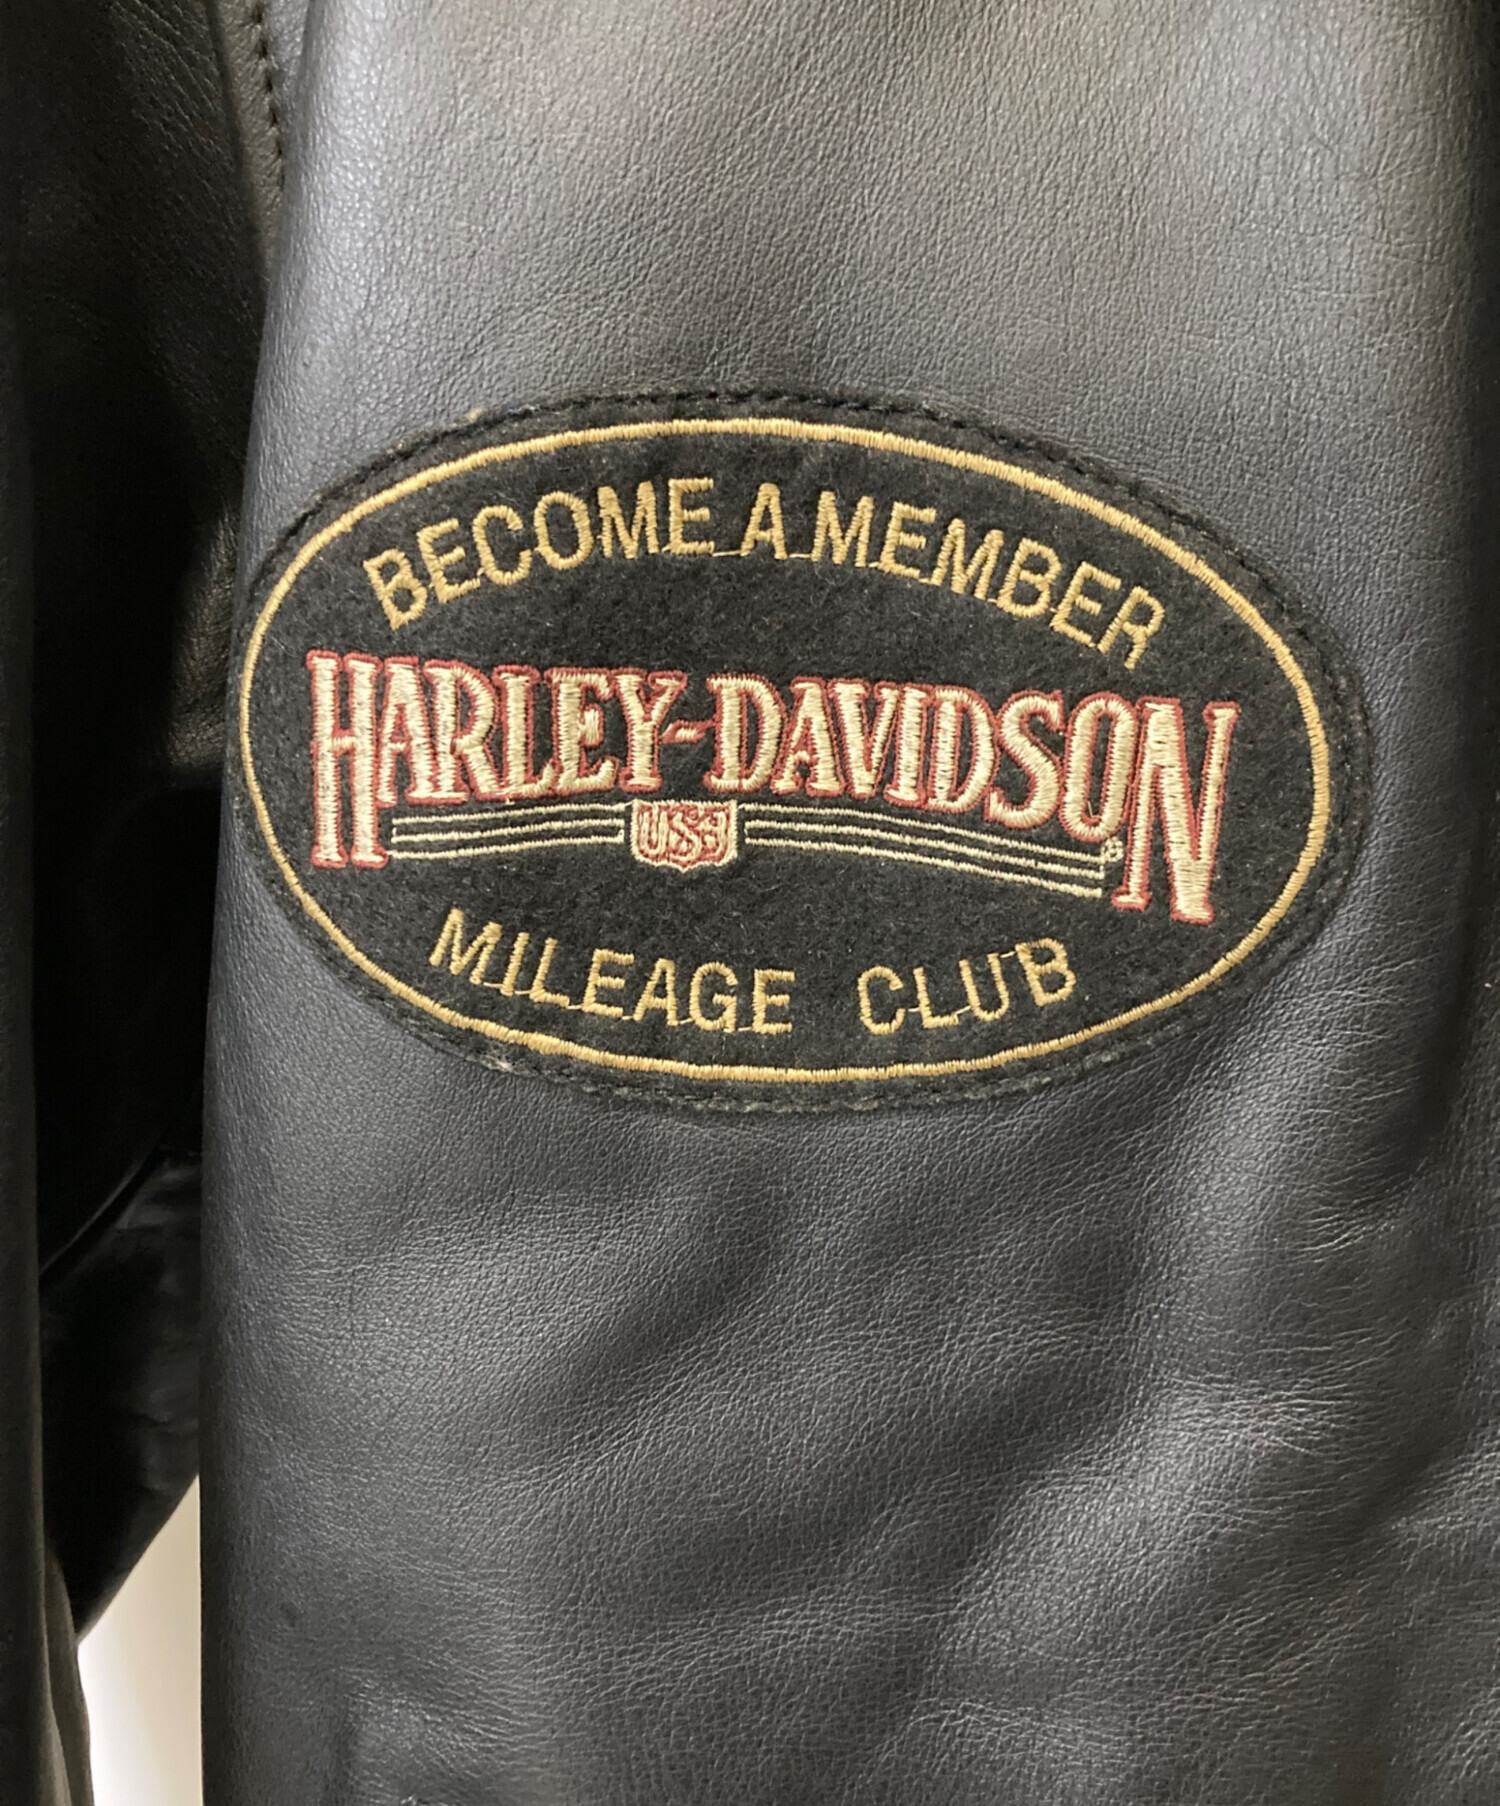 BECOME A MEMBER
HARLEY-DAVIDSON
USA
®
MILEAGE CLUB